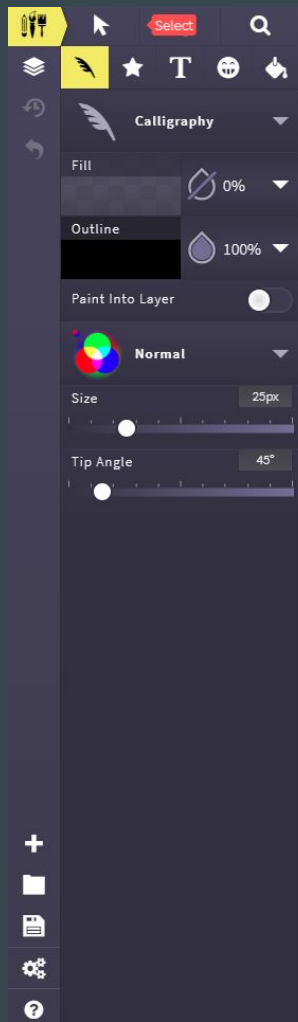 Select
T
Calligraphy
Fill
0%
Outline
100%
Paint Into Layer
Normal
Size 25px
Tip Angle 45°
?